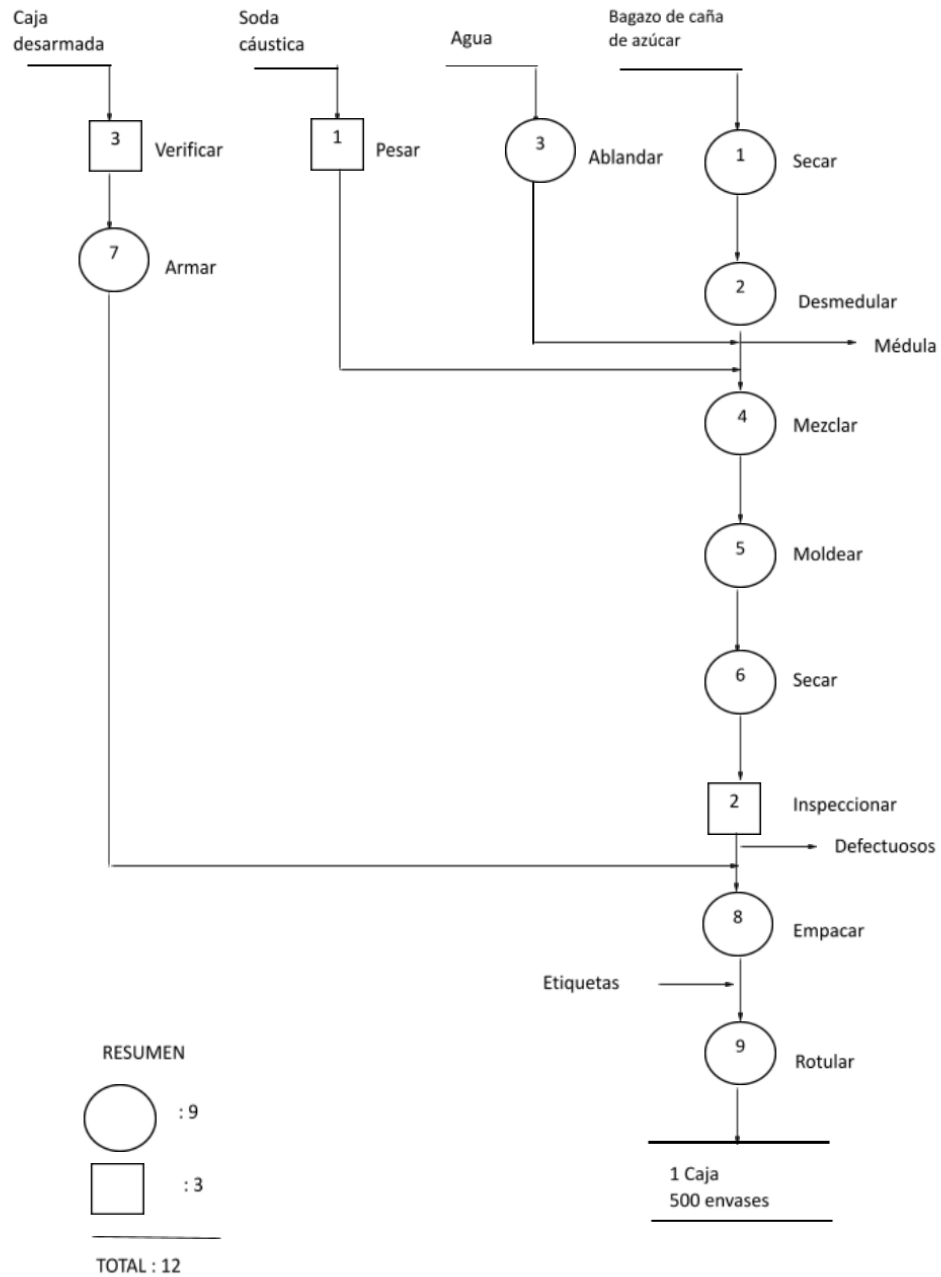 Caja
desarmada
Soda
cáustica
Agua
Bagazo de caña
de azúcar
3
Verificar
1
Pesar
3
Ablandar
1
Secar
7
Armar
2
Desmedular
Médula
4
Mezclar
5
Moldear
6
Secar
2
Inspeccionar
Defectuosos
8
Empacar
Etiquetas
9
Rotular
RESUMEN
: 9
: 3
TOTAL : 12
1 Caja
500 envases